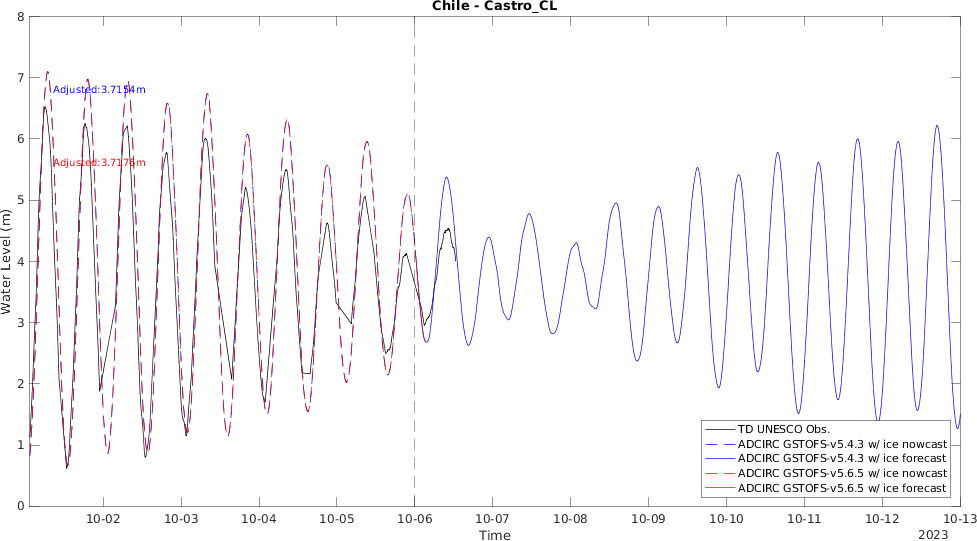 Chile - Castro_CL
8
7
6
5
4
3
2
1
0
Water Level (m)
Adjusted:3.7154m
Adjusted:3.7176m
TD UNESCO Obs.
ADCIRC GSTOFS-v5.4.3 w/ ice nowcast
ADCIRC GSTOFS-v5.4.3 w/ ice forecast
ADCIRC GSTOFS-v5.6.5 w/ ice nowcast
ADCIRC GSTOFS-v5.6.5 w/ ice forecast
10-02 10-03 10-04 10-05 10-06 10-07 10-08 10-09 10-10 10-11 10-12 10-13
Time
2023